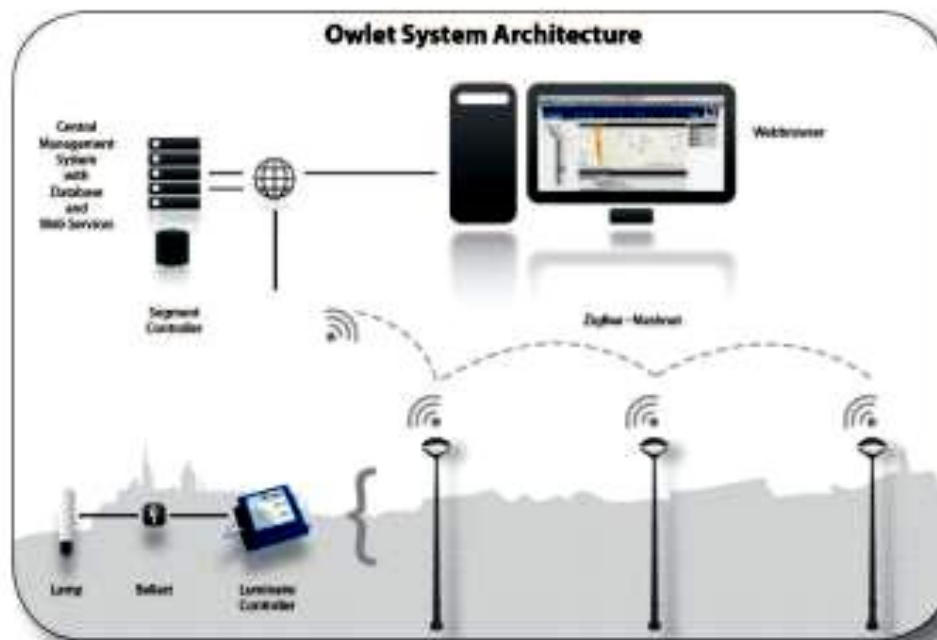 Owlet System Architecture
Central
Management
System
with
Database
and
Web Services
Webbrowser
Segment
Controller
ZigBee - Meshnet
Lamp
Ballast
Luminaire
Controller